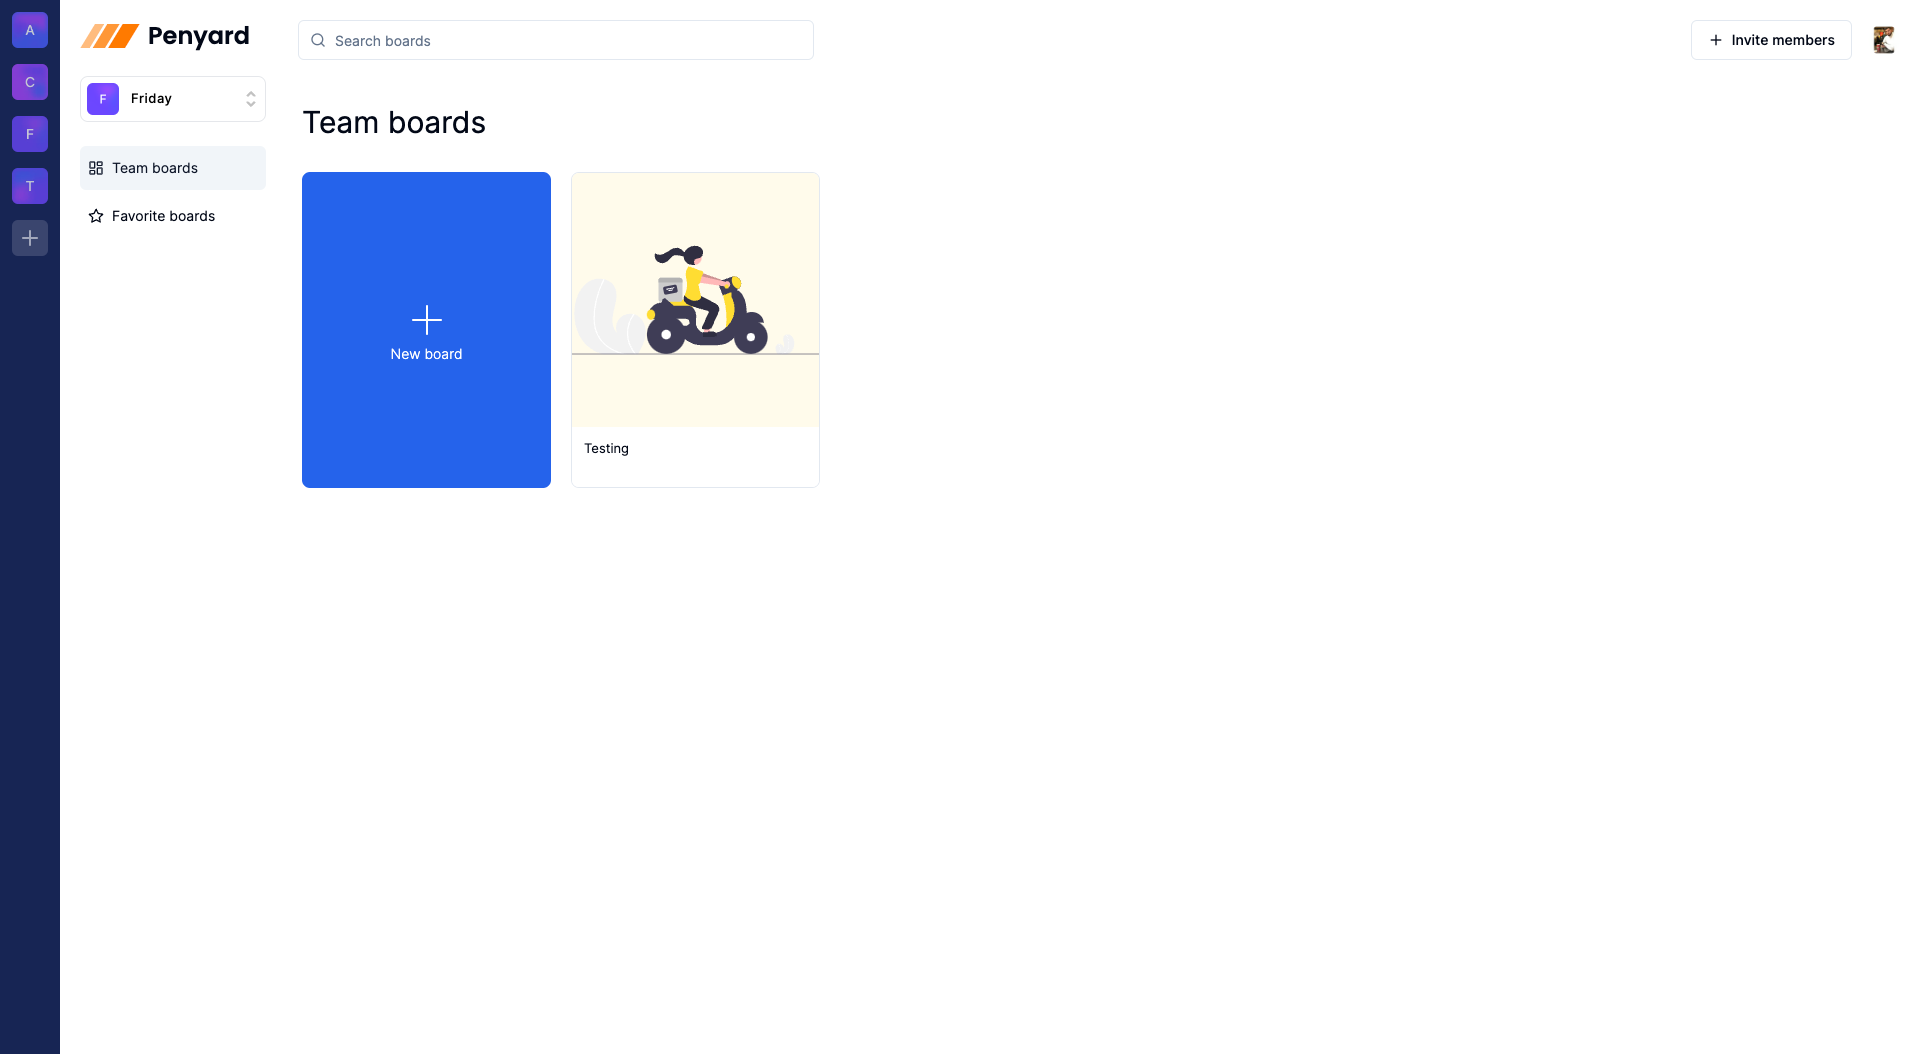 A
C
F
T
Penyard
F
Friday
Team boards
Favorite boards
Search boards
Invite members
Team boards
New board
Testing